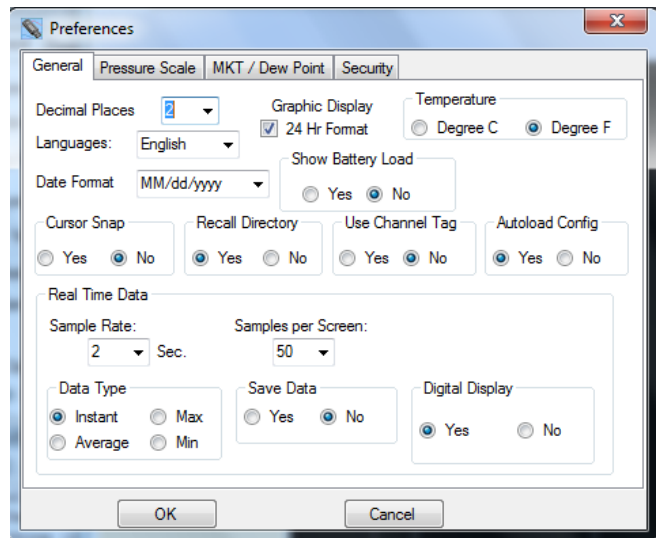 Preferences
General Pressure Scale MKT / Dew Point Security
Decimal Places 2
Graphic Display
24 Hr Format
Temperature
Degree C Degree F
Languages: English
Show Battery Load
Yes No
Date Format MM/dd/yyyy
Cursor Snap Recall Directory Use Channel Tag Autoload Config
Yes No Yes No Yes No Yes No
Real Time Data
Sample Rate: Samples per Screen:
2 Sec. 50
Data Type Save Data Digital Display
Instant Max Yes No Yes No
Average Min
OK Cancel